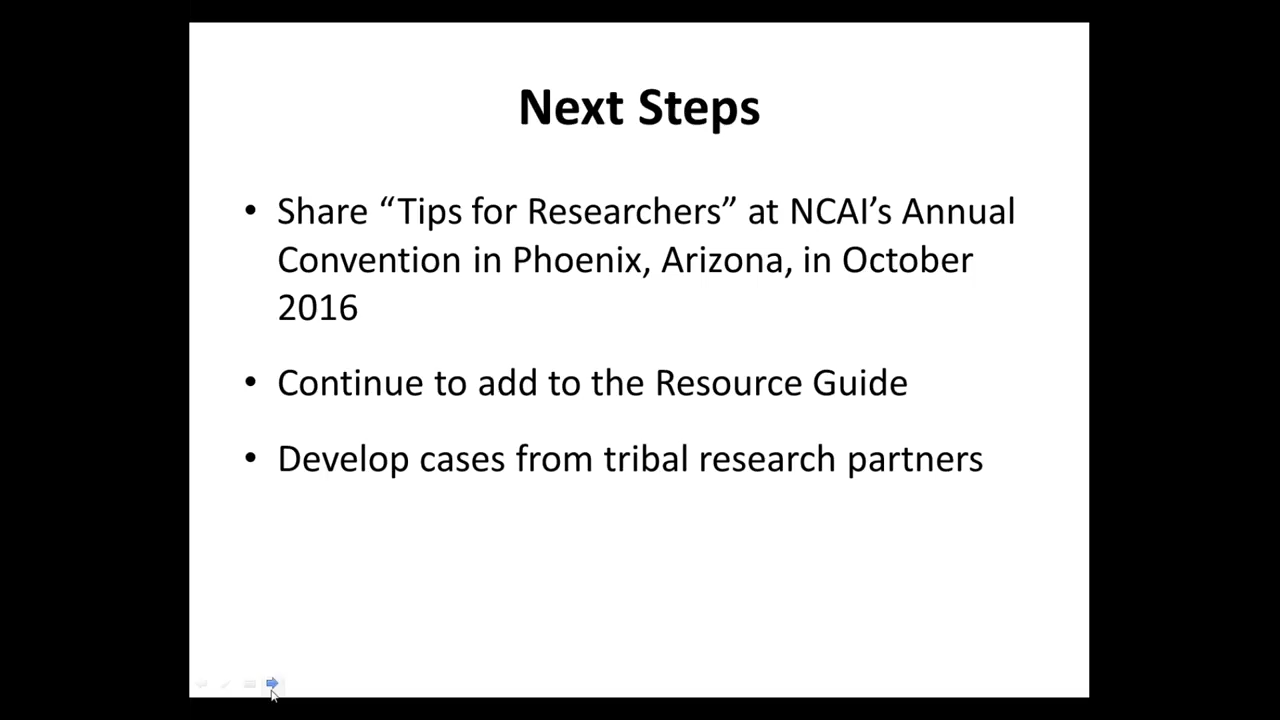 Next Steps
• Share “Tips for Researchers” at NCAI’s Annual
Convention in Phoenix, Arizona, in October
2016
• Continue to add to the Resource Guide
• Develop cases from tribal research partners